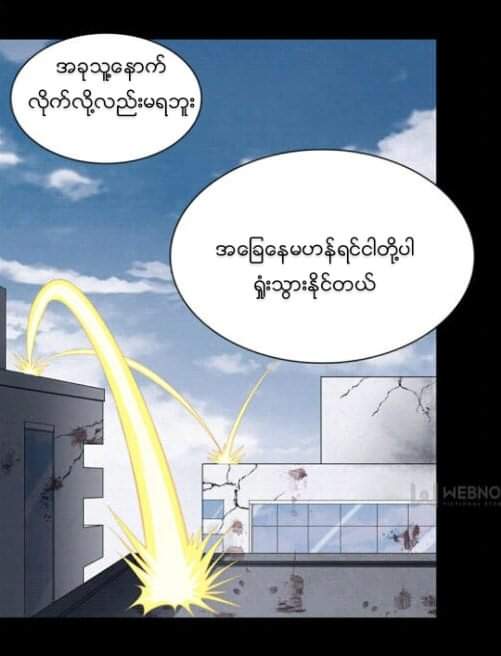 အခုသူ့နောက်
လိုက်လို့လည်းမရဘူး
အခြေနေမဟန်ရင်ငါတို့ပါ
ရှုံးသွားနိုင်တယ်
WEBNO